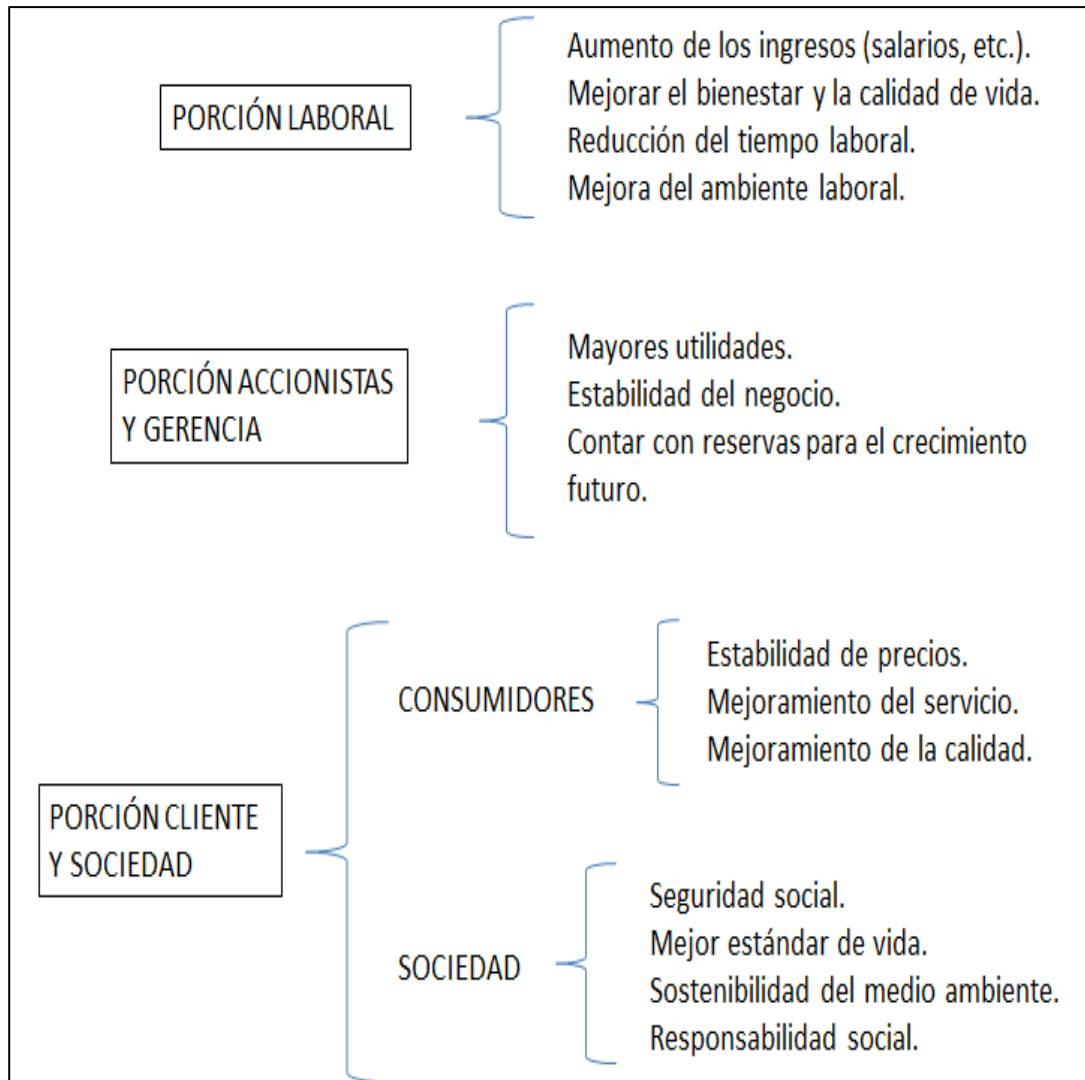 PORCIÓN LABORAL
Aumento de los ingresos (salarios, etc.).
Mejorar el bienestar y la calidad de vida.
Reducción del tiempo laboral.
Mejora del ambiente laboral.
PORCIÓN ACCIONISTAS
Y GERENCIA
Mayores utilidades.
Estabilidad del negocio.
Contar con reservas para el crecimiento
futuro.
PORCIÓN CLIENTE
Y SOCIEDAD
CONSUMIDORES
Estabilidad de precios.
Mejoramiento del servicio.
Mejoramiento de la calidad.
SOCIEDAD
Seguridad social.
Mejor estándar de vida.
Sostenibilidad del medio ambiente.
Responsabilidad social.